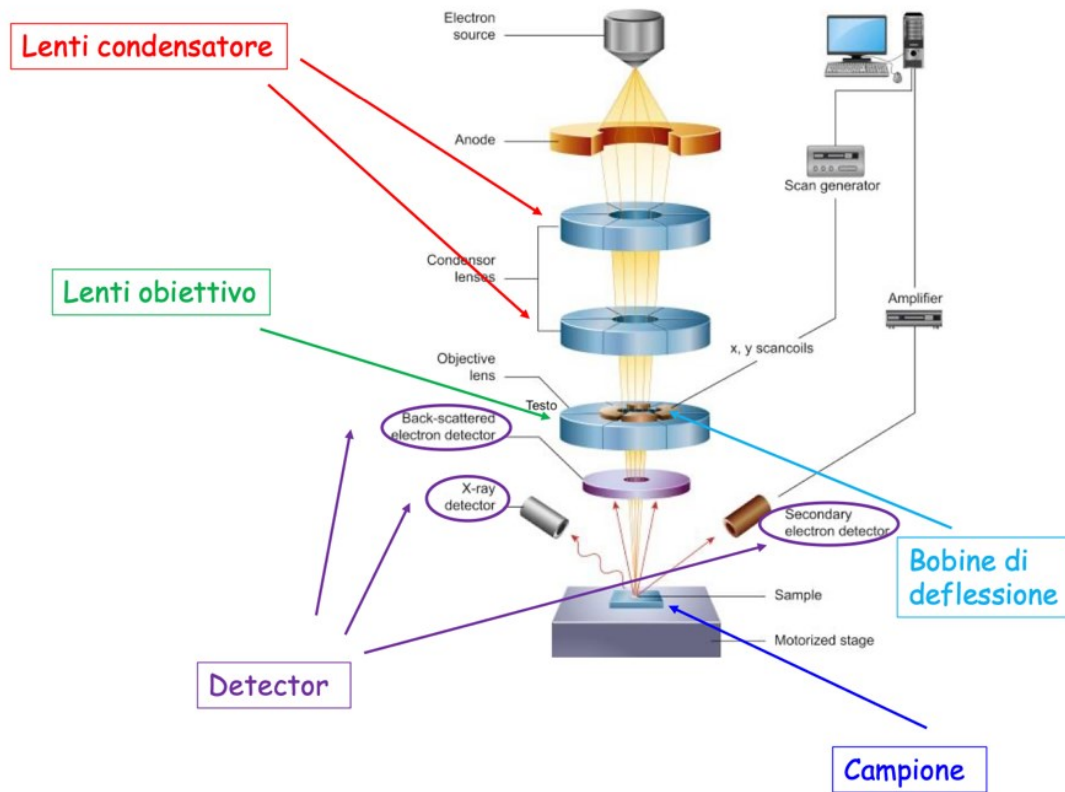 Electron
source
Lenti condensatore
Anode
Scan generator
Condensor
lenses
Lenti obiettivo
Amplifier
x, y scancoils
Objective
lens
Testo
Back-scattered
electron detector
X-ray
detector
Secondary
electron detector
Bobine di
deflessione
Sample
Motorized stage
Detector
Campione